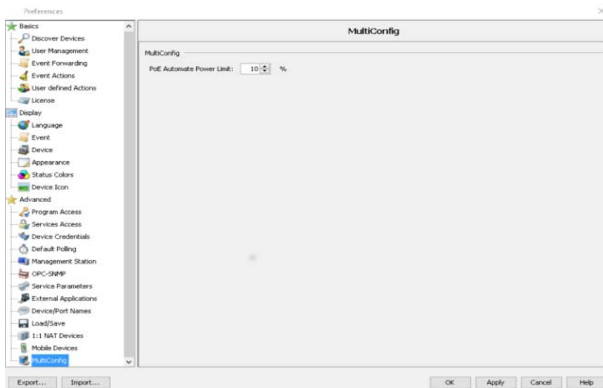 Preferences
Basics
Discover Devices
User Management
Event Forwarding
Event Actions
User defined Actions
License
Display
Language
Event
Device
Appearance
Status Colors
Device Icon
Advanced
Program Access
Services Access
Device Credentials
Default Polling
Management Station
OPC-SNMP
Service Parameters
External Applications
Device/Port Names
Load/Save
1:1 NAT Devices
Mobile Devices
MultiConfig
MultiConfig
MultiConfig
PoE Automate Power Limit: 10 %
Export... Import... OK Apply Cancel Help